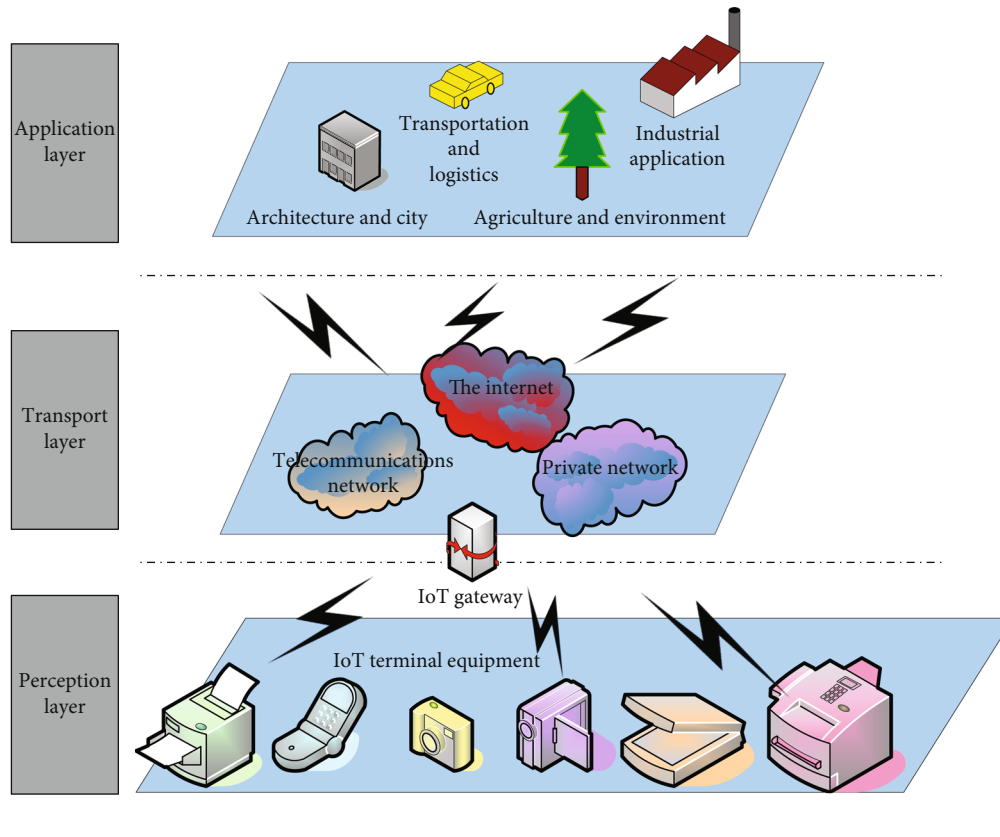 Application
layer
Transportation
and
logistics
Industrial
application
Architecture and city
Agriculture and environment
Transport
layer
The internet
Telecommunications
network
Private network
IoT gateway
Perception
layer
IoT terminal equipment